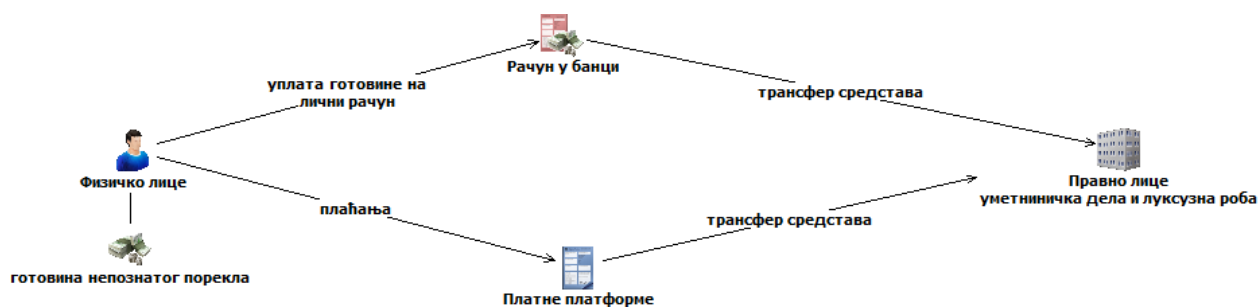 Рачун у банци
уплата готовине на
лични рачун
трансфер средстава
Физичко лице
Правно лице
уметниничка дела и луксузна роба
плаћања
трансфер средстава
готовина непознатог порекла
Платне платформе